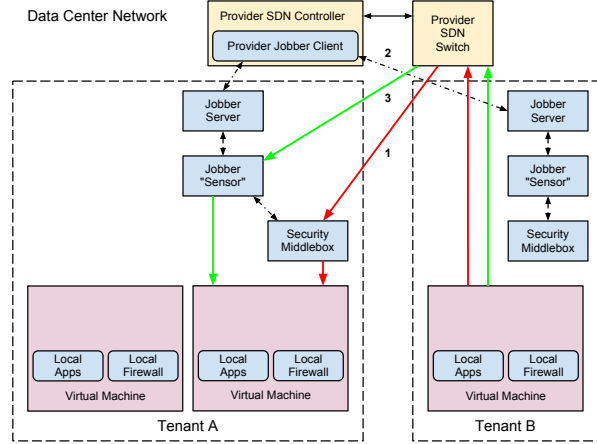 Data Center Network
Provider SDN Controller
Provider Jobber Client
Provider
SDN
Switch
2
3
1
Jobber
Server
Jobber
"Sensor"
Security
Middlebox
Jobber
Server
Jobber
"Sensor"
Security
Middlebox
Local
Apps
Local
Firewall
Virtual Machine
Local
Apps
Local
Firewall
Virtual Machine
Local
Apps
Local
Firewall
Virtual Machine
Tenant A
Tenant B